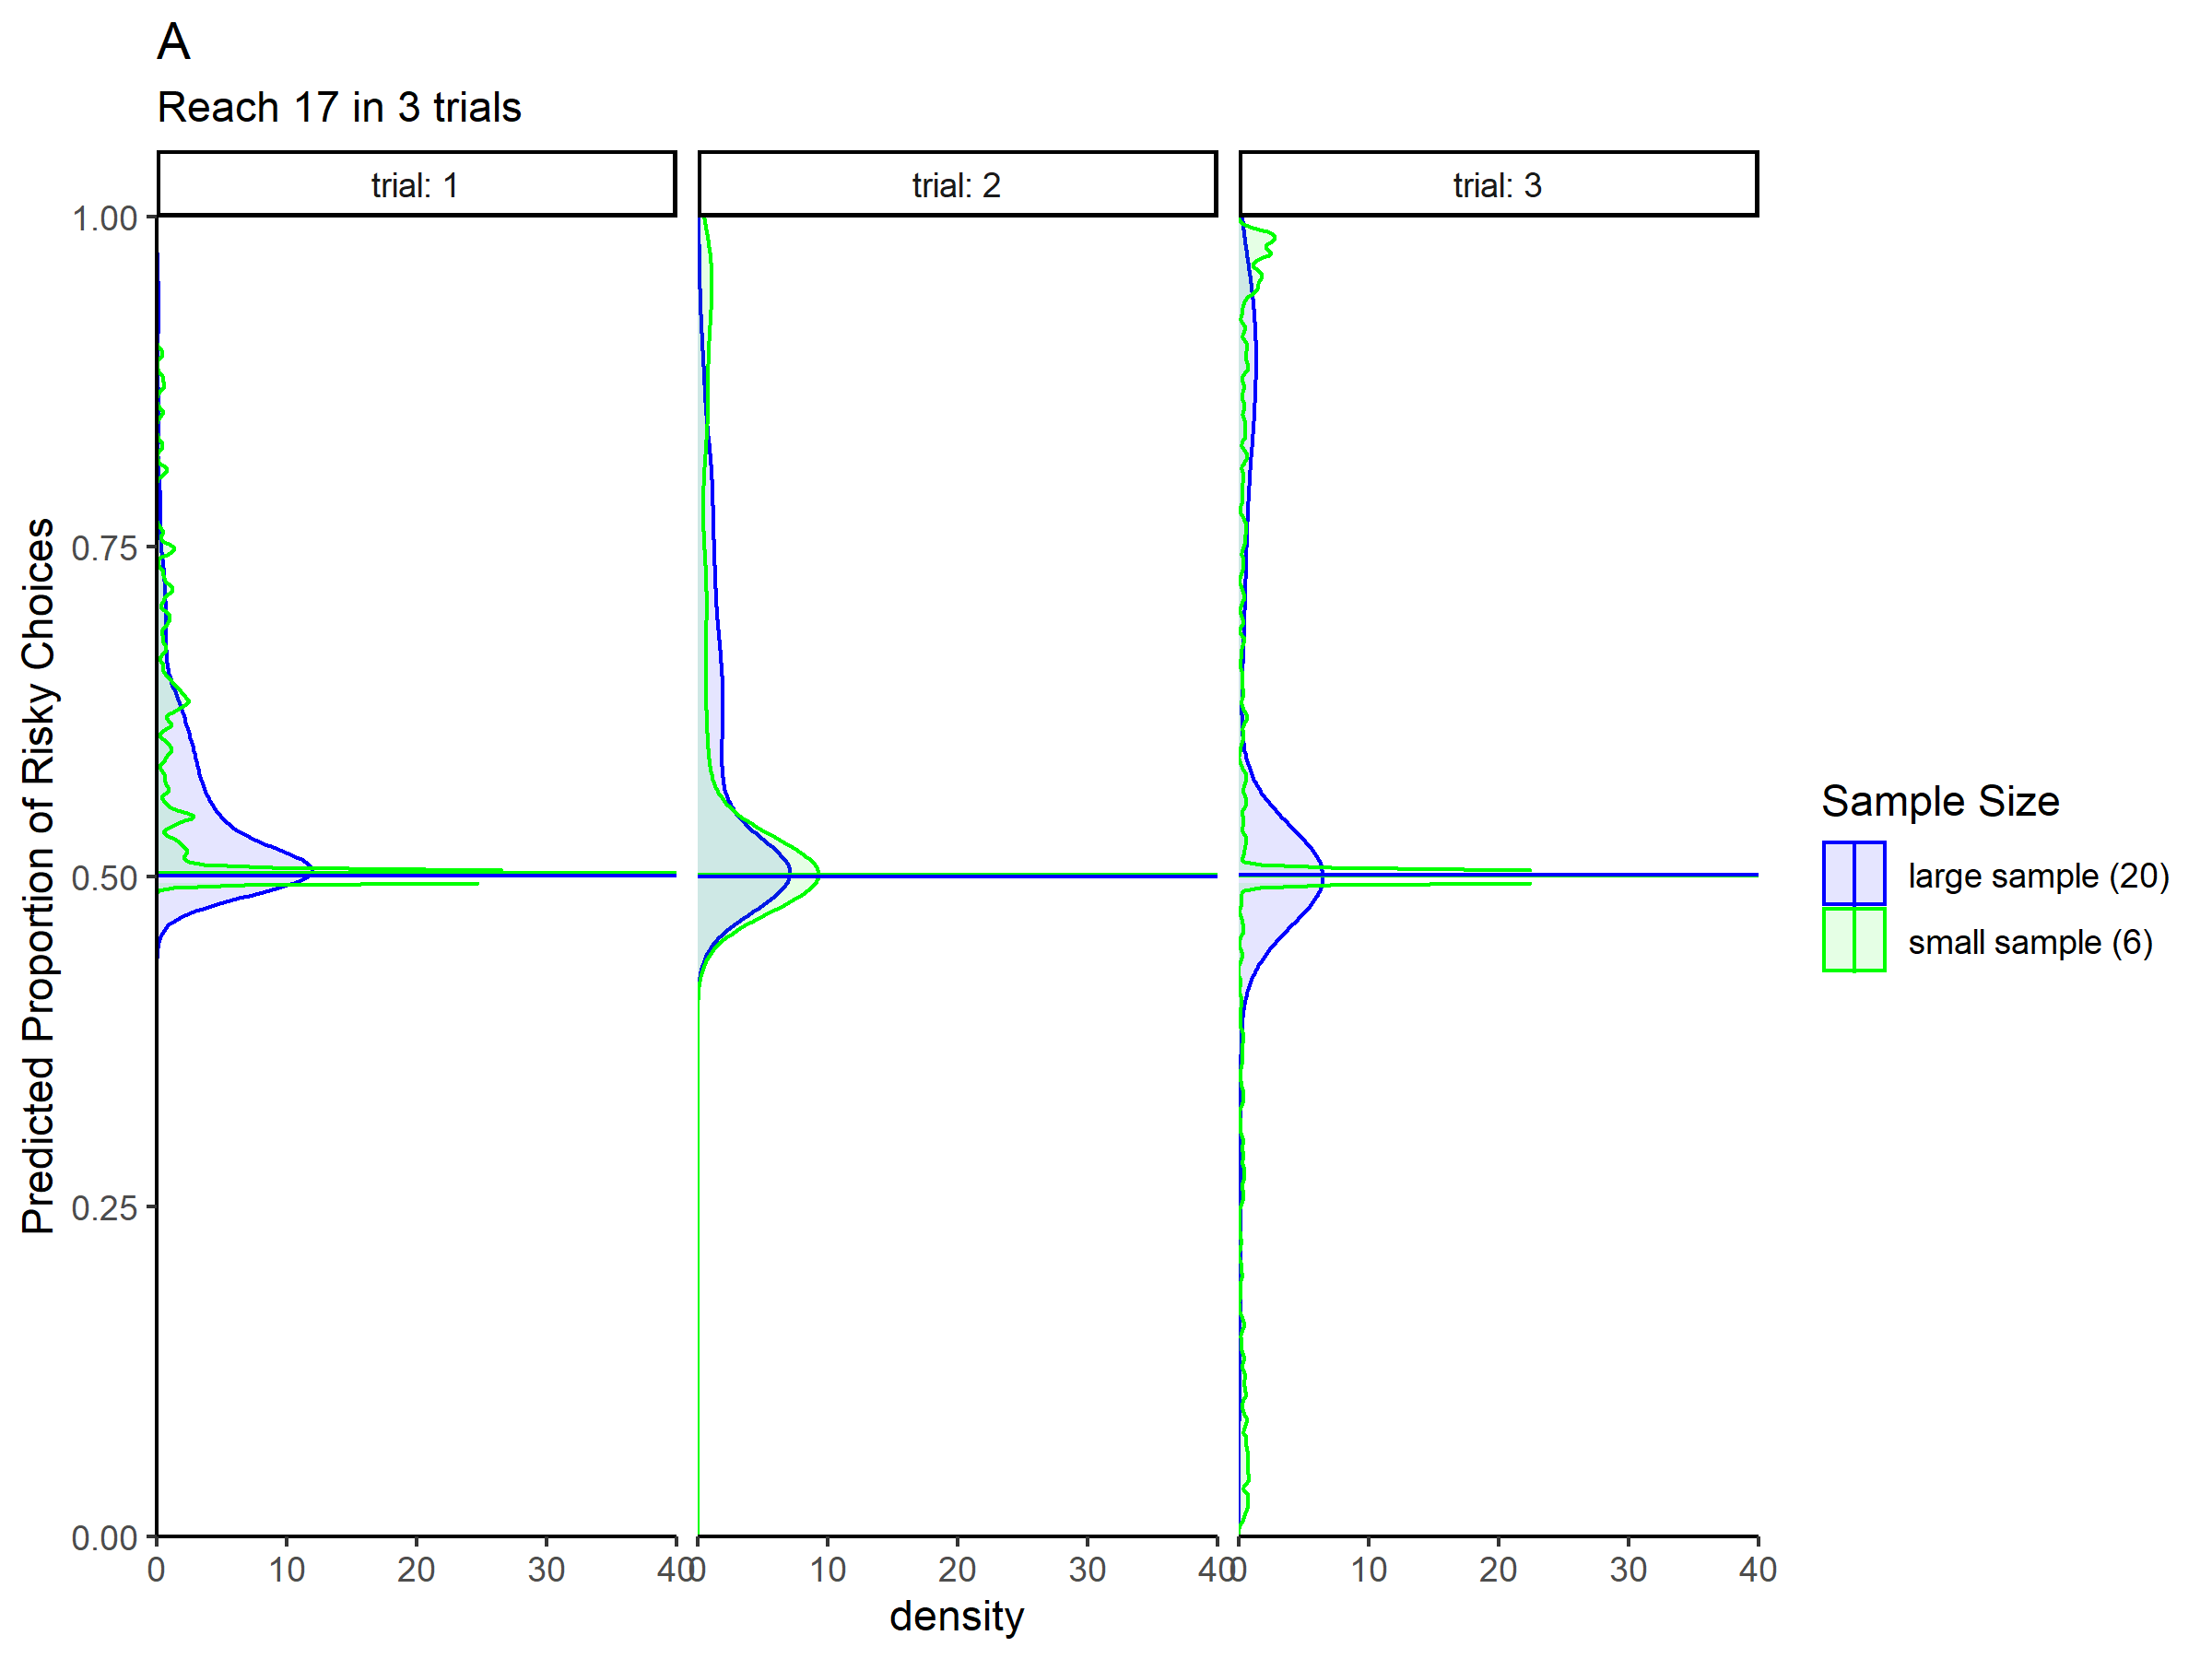 A
Reach 17 in 3 trials
trial: 1
trial: 2
trial: 3
Predicted Proportion of Risky Choices
1.00
0.75
0.50
0.25
0.00
0 10 20 30 40
0 10 20 30 40
0 10 20 30 40
density
Sample Size
large sample (20)
small sample (6)